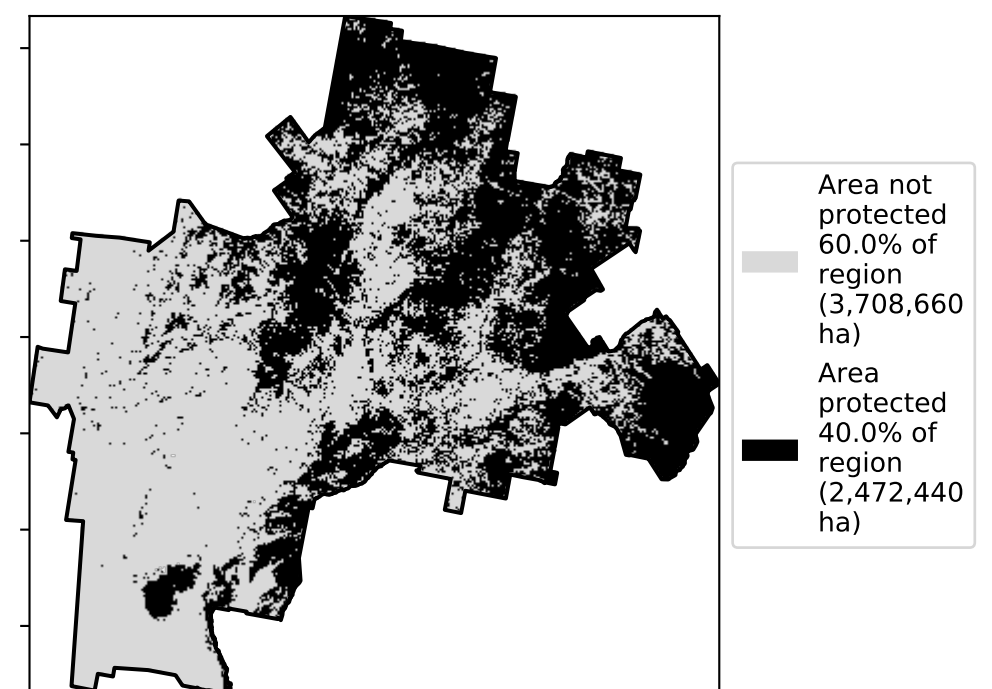 Area not
protected
60.0% of
region
(3,708,660
ha)
Area
protected
40.0% of
region
(2,472,440
ha)